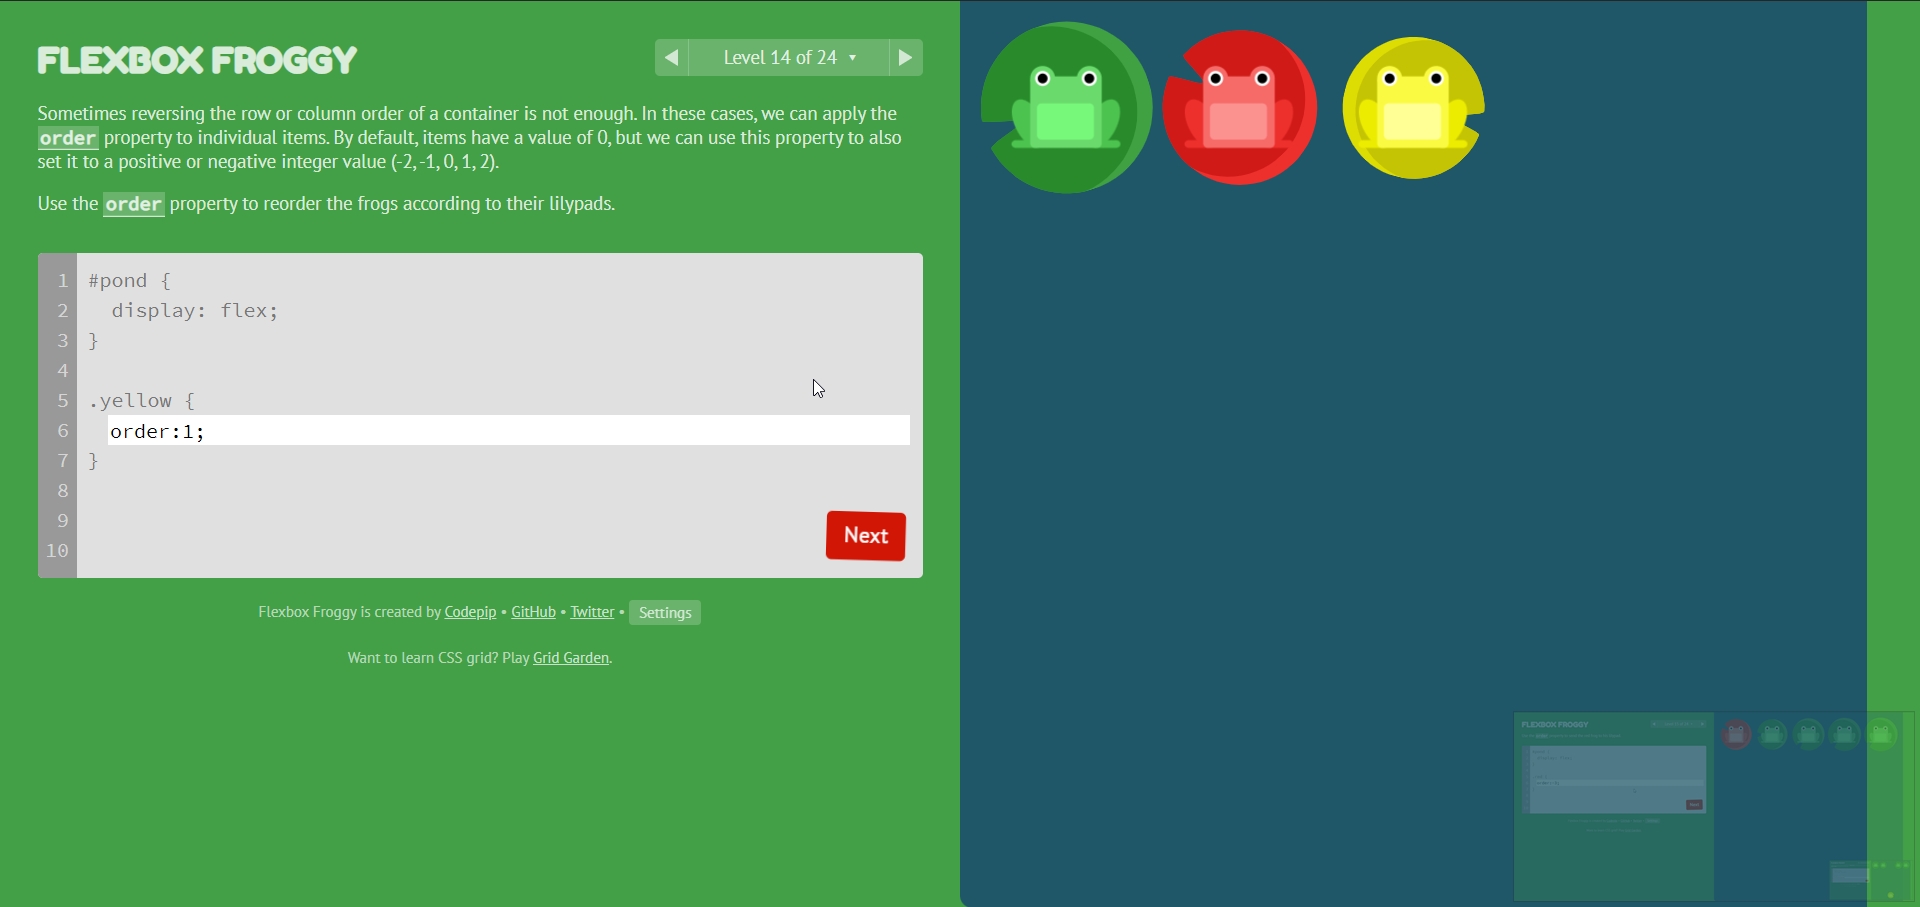 FLEXBOX FROGGY
Level 14 of 24 ▾
Sometimes reversing the row or column order of a container is not enough. In these cases, we can apply the
order property to individual items. By default, items have a value of 0, but we can use this property to also
set it to a positive or negative integer value (-2, -1, 0, 1, 2).
Use the order property to reorder the frogs according to their lilypads.
1 #pond {
2 display: flex;
3 }
4
5 .yellow {
6 order:1;
7 }
8
9
10
Next
Flexbox Froggy is created by Codepip • GitHub • Twitter • Settings
Want to learn CSS grid? Play Grid Garden.
FLEXBOX FROGGY